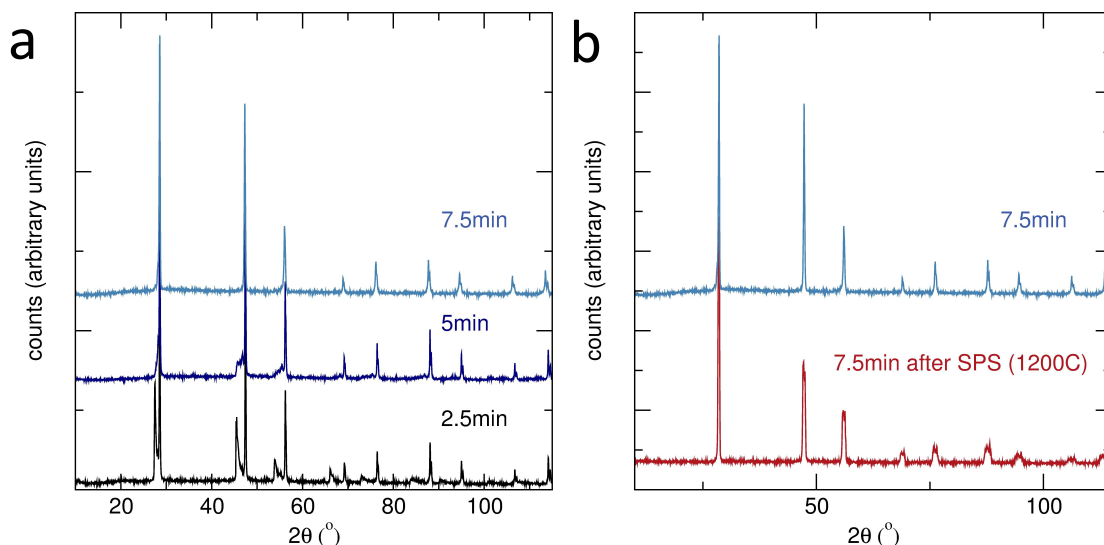 a
counts (arbitrary units)
7.5min
5min
2.5min
20 40 60 80 100
2θ (°)
b
counts (arbitrary units)
7.5min
7.5min after SPS (1200C)
50 100
2θ (°)